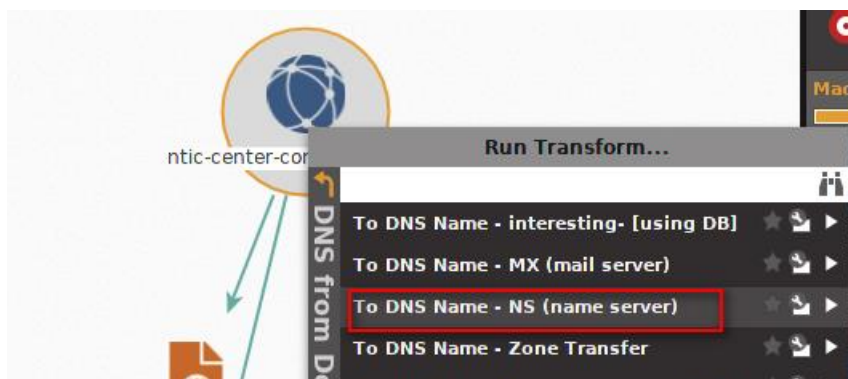 Mac
Run Transform...
ntic-center-cor
DNS from Do
To DNS Name - interesting- [using DB]
To DNS Name - MX (mail server)
To DNS Name - NS (name server)
To DNS Name - Zone Transfer